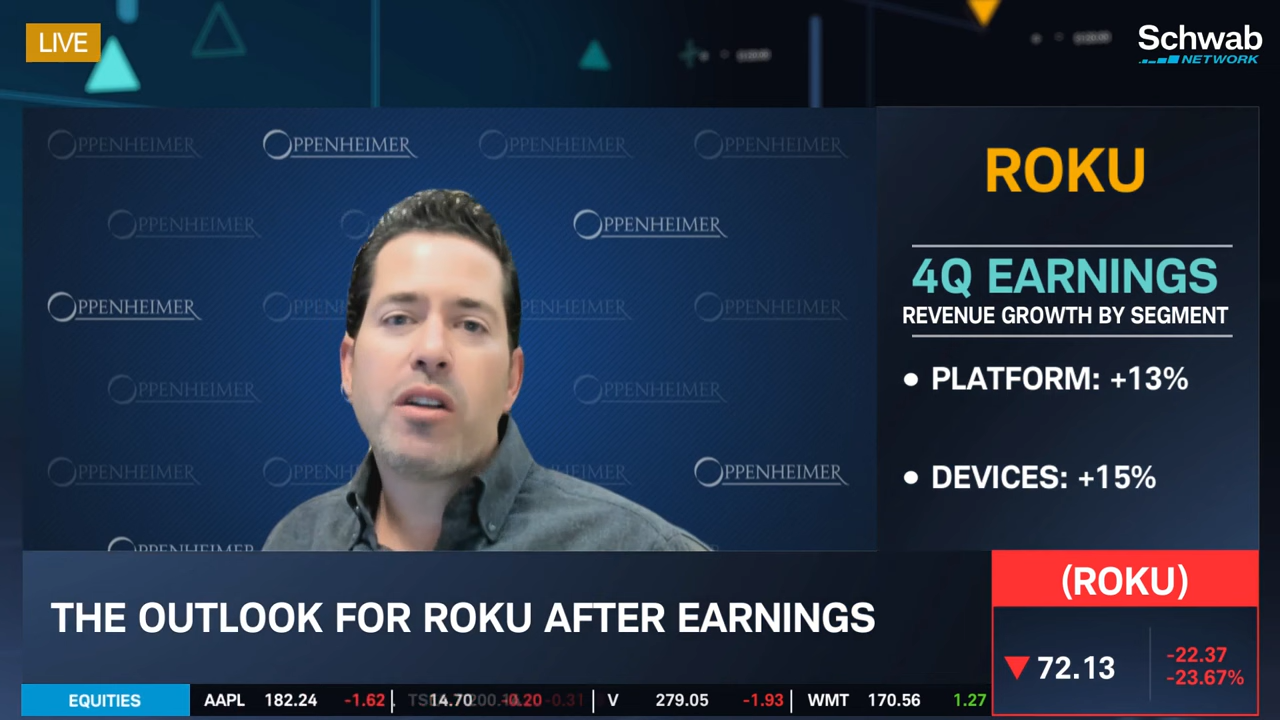 LIVE
Schwab
NETWORK
OPPENHEIMER OPPENHEIMER OPPENHEIMER OPPENHEIMER
OPPENHEIMER OPPENHEIMER
OPPENHEIMER OPPENHEIMER OPPENHEIMER
OPPENHEIMER OPPENHEIMER
OPPENHEIMER OPPENHEIMER
OPPENHEIMER
ROKU
4Q EARNINGS
REVENUE GROWTH BY SEGMENT
• PLATFORM: +13%
• DEVICES: +15%
THE OUTLOOK FOR ROKU AFTER EARNINGS
(ROKU)
▼ 72.13
-22.37
-23.67%
EQUITIES AAPL 182.24 -1.62 V 279.05 -1.93 WMT 170.56 1.27